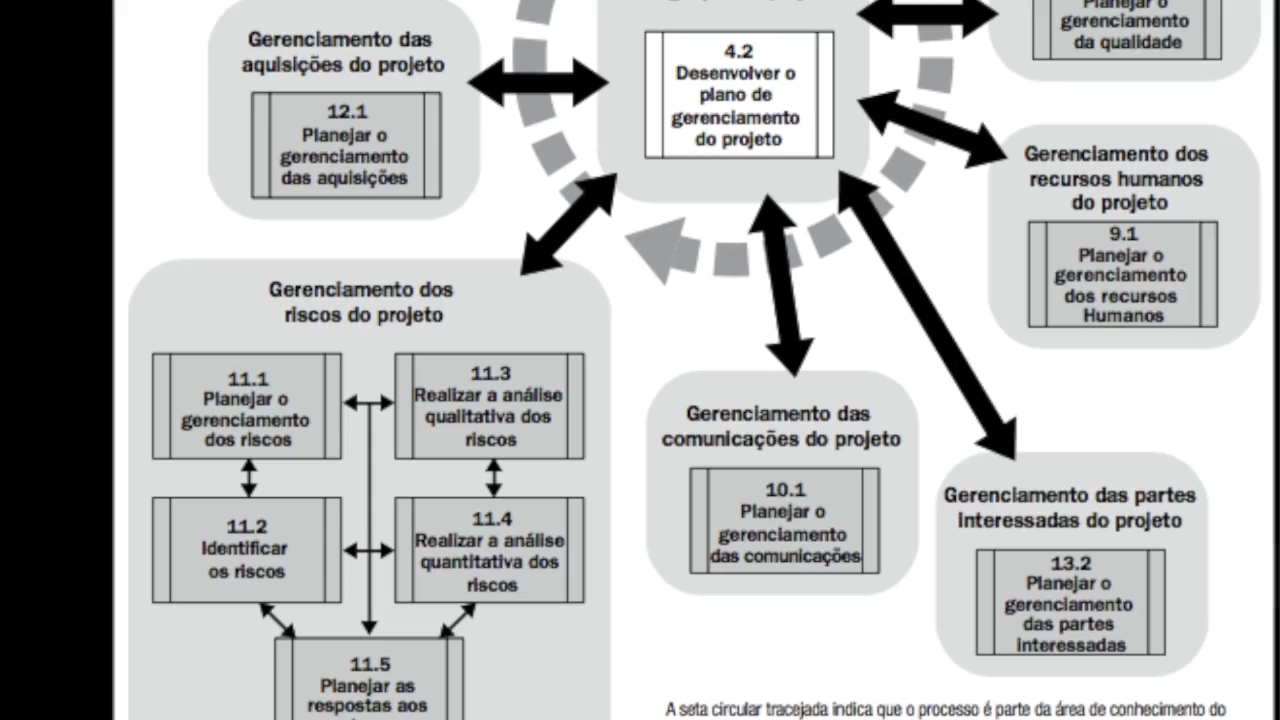 Planejar o
gerenciamento
da qualidade
Gerenciamento das
aquisições do projeto
12.1
Planejar o
gerenciamento
das aquisições
4.2
Desenvolver o
plano de
gerenciamento
do projeto
Gerenciamento dos
recursos humanos
do projeto
9.1
Planejar o
gerenciamento
dos recursos
Humanos
Gerenciamento dos
riscos do projeto
11.1
Planejar o
gerenciamento
dos riscos
11.3
Realizar a análise
qualitativa dos
riscos
11.2
Identificar
os riscos
11.4
Realizar a análise
quantitativa dos
riscos
11.5
Planejar as
respostas aos
Gerenciamento das
comunicações do projeto
10.1
Planejar o
gerenciamento
das comunicações
Gerenciamento das partes
interessadas do projeto
13.2
Planejar o
gerenciamento
das partes
interessadas
A seta circular tracejada indica que o processo é parte da área de conhecimento do